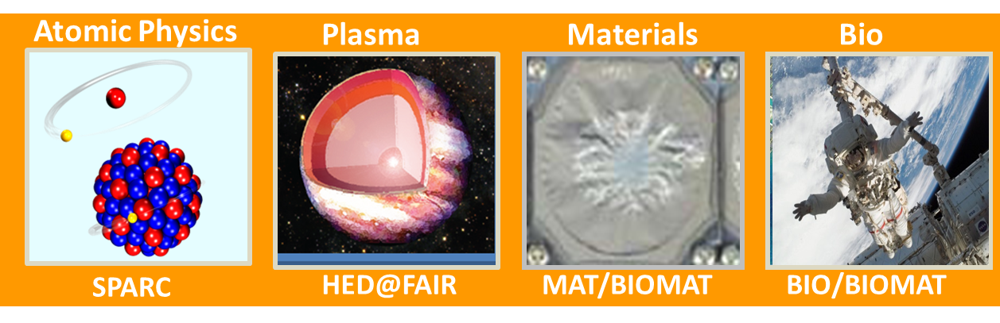 Atomic Physics
Plasma
Materials
Bio
SPARC
HED@FAIR
MAT/BIOMAT
BIO/BIOMAT